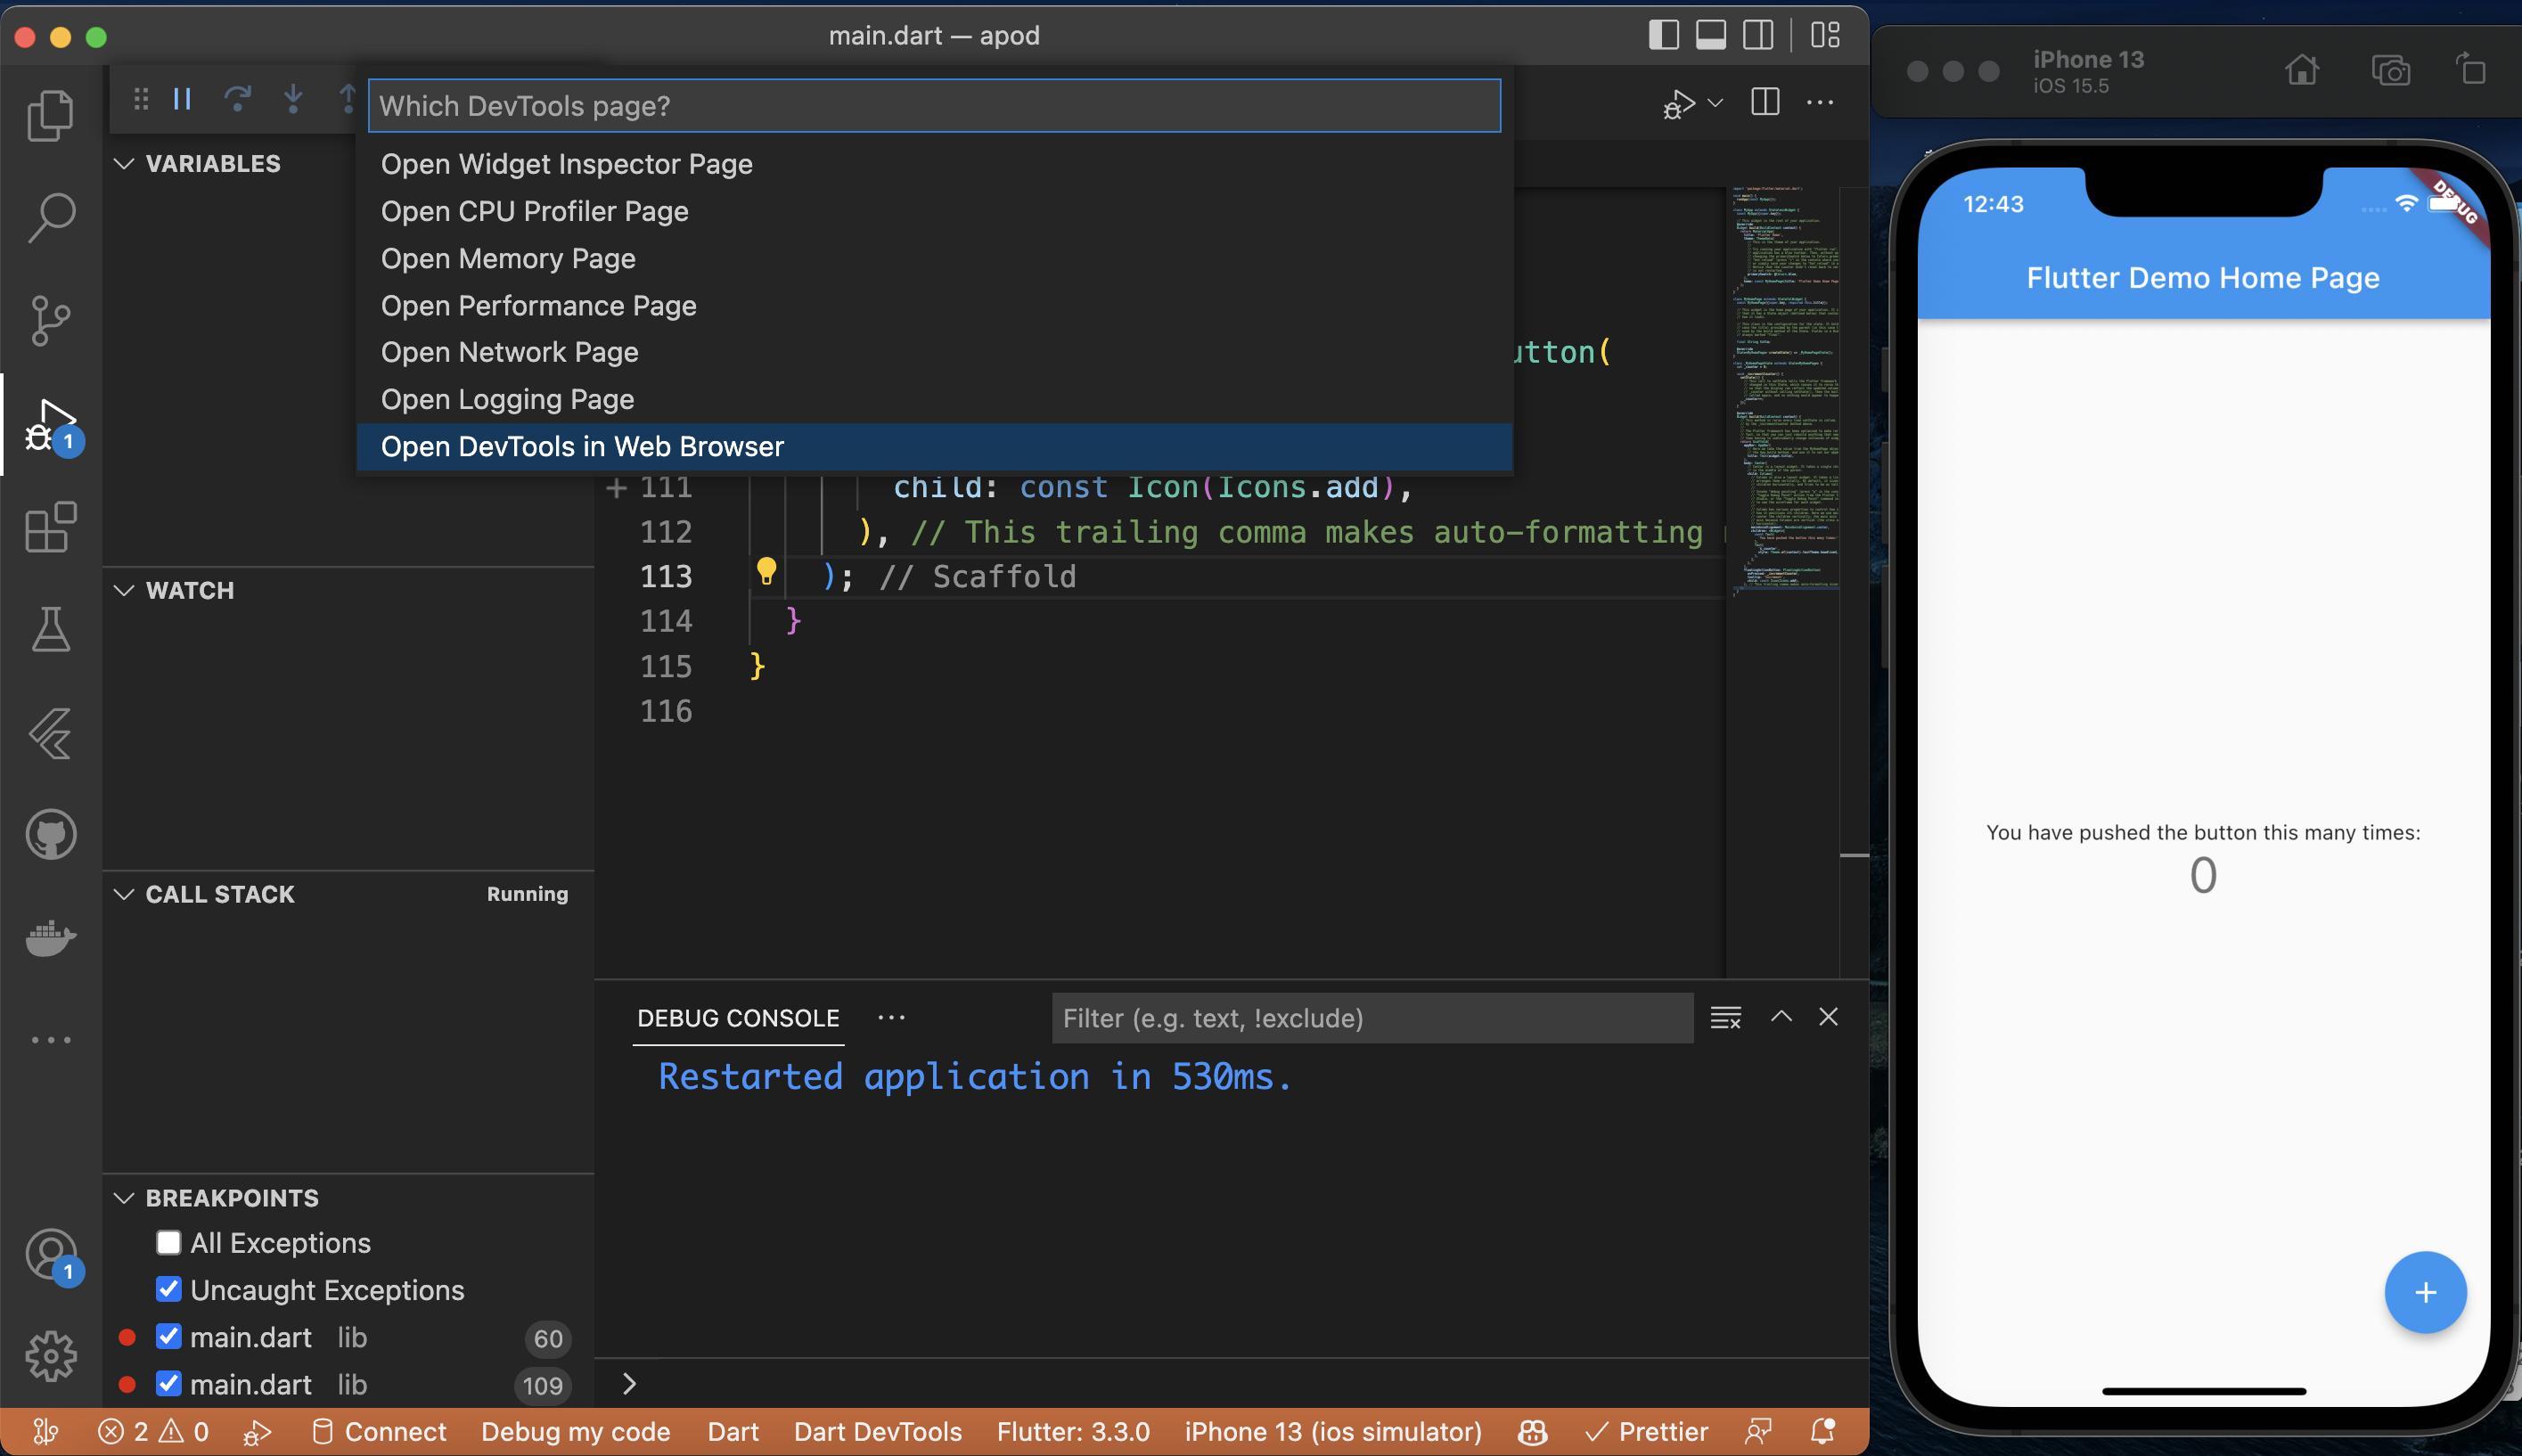 main.dart — apod
Which DevTools page?
Open Widget Inspector Page
Open CPU Profiler Page
Open Memory Page
Open Performance Page
Open Network Page
Open Logging Page
Open DevTools in Web Browser
VARIABLES
WATCH
CALL STACK
Running
BREAKPOINTS
All Exceptions
Uncaught Exceptions
main.dart lib 60
main.dart lib 109
1
1
utton(
111 child: const Icon(Icons.add),
112 ), // This trailing comma makes auto-formatting
113 ); // Scaffold
114 }
115 }
116
DEBUG CONSOLE
Filter (e.g. text, !exclude)
Restarted application in 530ms.
2 0 Connect Debug my code Dart Dart DevTools Flutter: 3.3.0 iPhone 13 (ios simulator) Prettier
iPhone 13
iOS 15.5
12:43
DEBUG
Flutter Demo Home Page
You have pushed the button this many times:
0
+